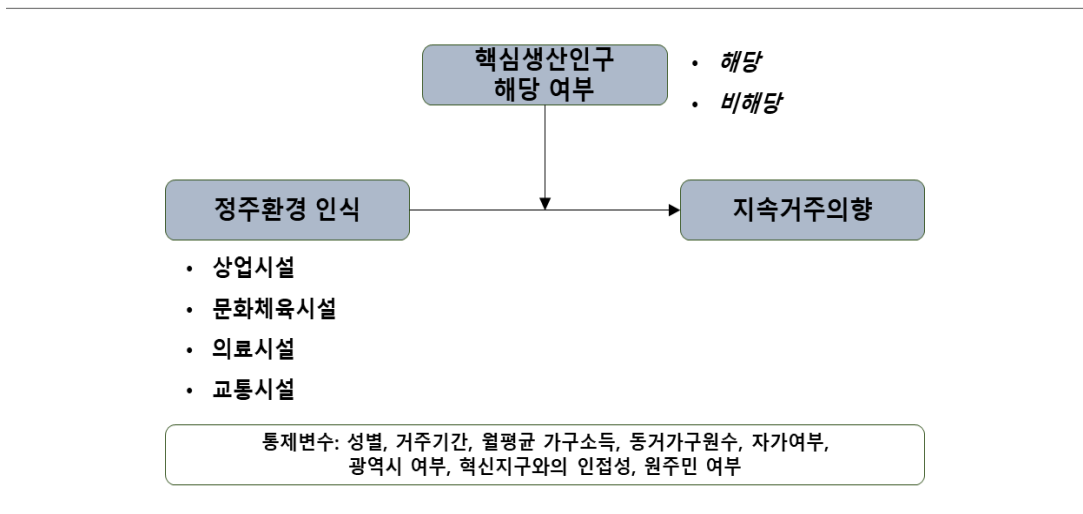 핵심생산인구
해당 여부
• 해당
• 비해당
정주환경 인식
지속거주의향
• 상업시설
• 문화체육시설
• 의료시설
• 교통시설
통제변수: 성별, 거주기간, 월평균 가구소득, 동거가구원수, 자가여부,
광역시 여부, 혁신지구와의 인접성, 원주민 여부